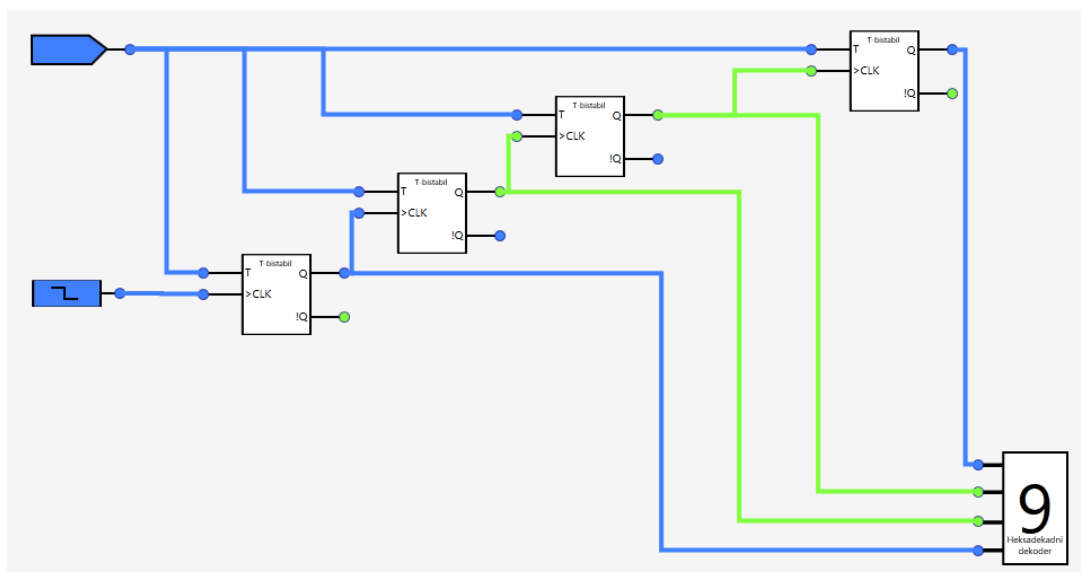 T-bistabil
T Q
>CLK
!Q
T-bistabil
T Q
>CLK
!Q
T-bistabil
T Q
>CLK
!Q
T-bistabil
T Q
>CLK
!Q
9
Heksadekadni
dekoder